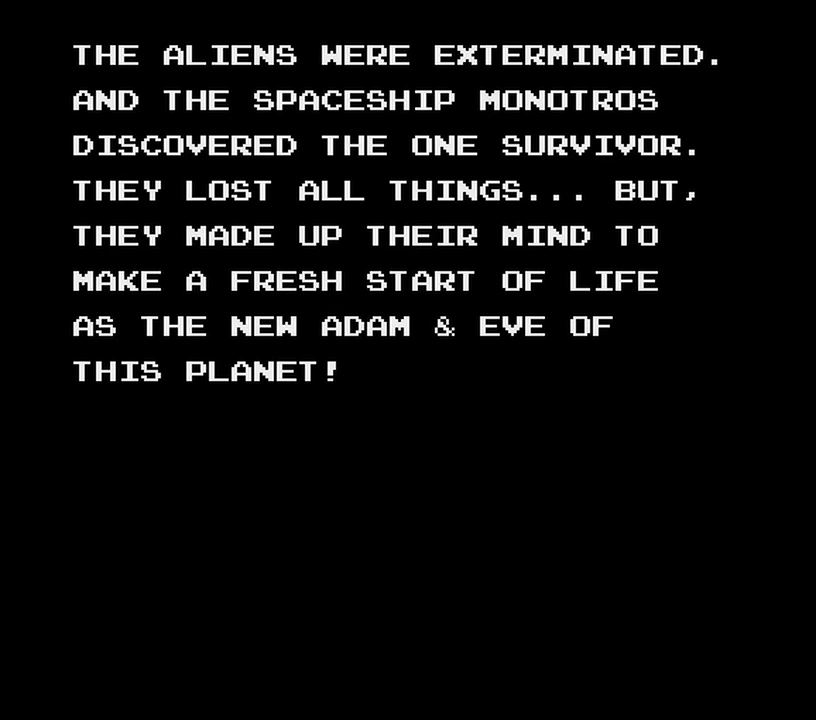 THE ALIENS WERE EXTERMINATED.
AND THE SPACESHIP MONOTROS
DISCOVERED THE ONE SURVIVOR.
THEY LOST ALL THINGS... BUT,
THEY MADE UP THEIR MIND TO
MAKE A FRESH START OF LIFE
AS THE NEW ADAM & EVE OF
THIS PLANET!